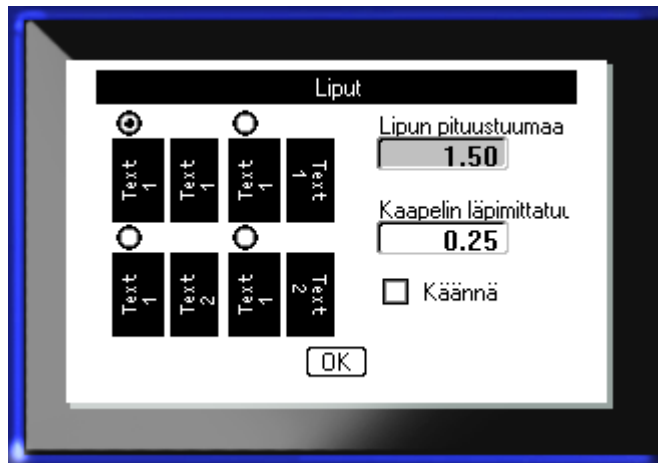 Liput
Lipun pituustuumaa
1.50
Text 1
Text 1
Text 1
Text 1
Kaapelin läpimittatuu
0.25
Text 1
Text 2
Text 1
Text 2
Käännä
OK